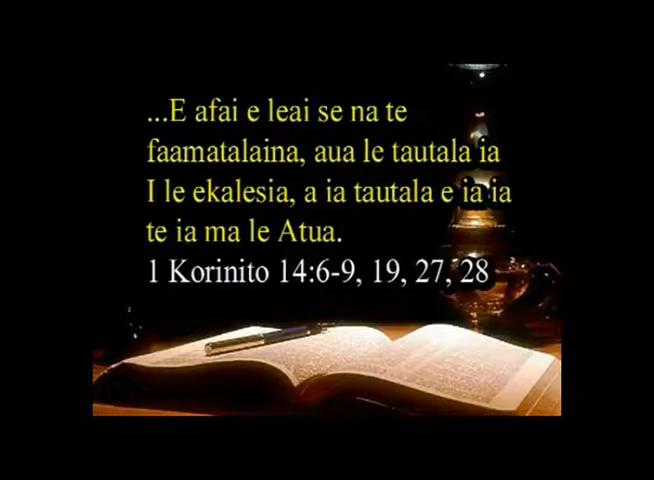 ...E afai e leai se na te
faamatalaina, aua le tautala ia
I le ekalesia, a ia tautala e ia ia
te ia ma le Atua.
1 Korinito 14:6-9, 19, 27, 28